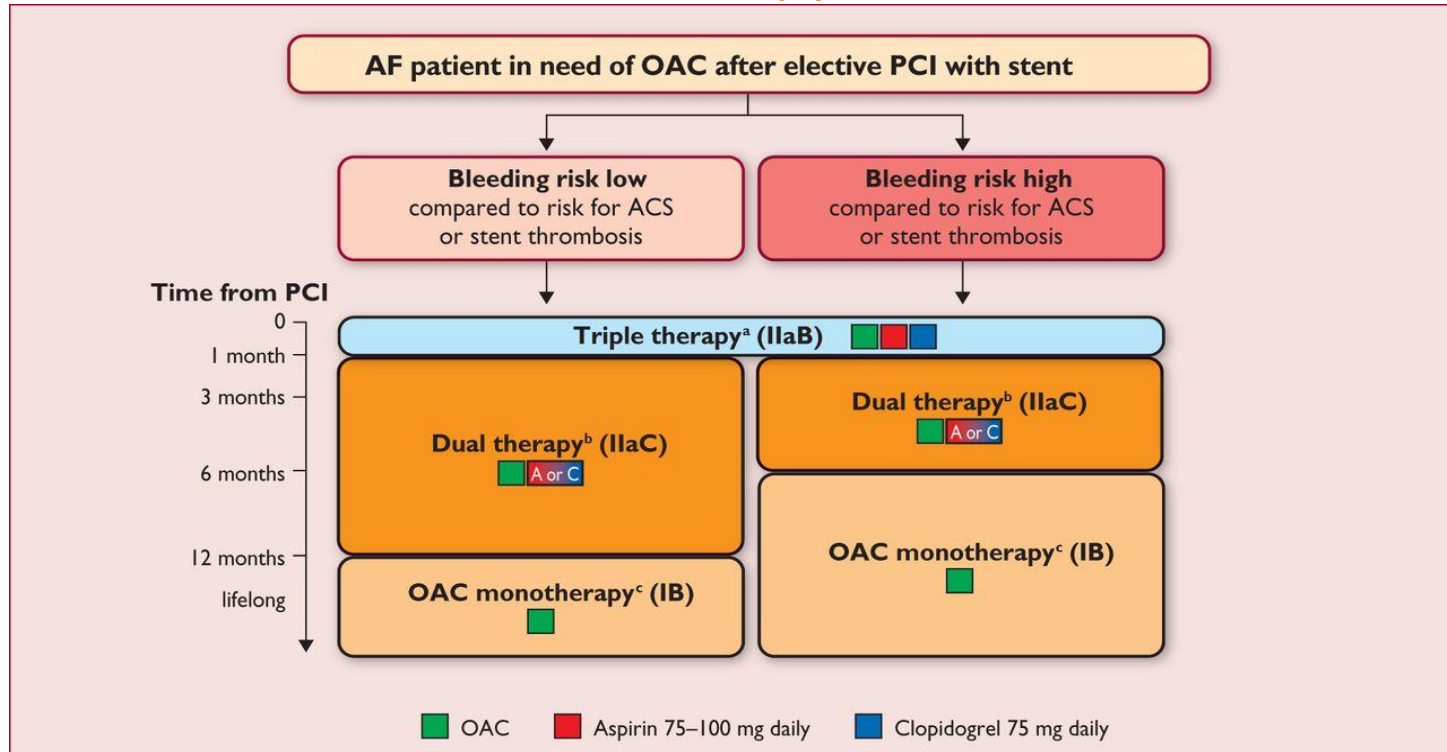 AF patient in need of OAC after elective PCI with stent
Bleeding risk low
compared to risk for ACS
or stent thrombosis
Bleeding risk high
compared to risk for ACS
or stent thrombosis
Time from PCI
0
1 month
3 months
6 months
12 months
lifelong
Triple therapyᵃ (IIaB)
Dual therapyᵇ (IIaC)
A or C
OAC monotherapyᶜ (IB)
Dual therapyᵇ (IIaC)
A or C
OAC monotherapyᶜ (IB)
OAC
Aspirin 75–100 mg daily
Clopidogrel 75 mg daily